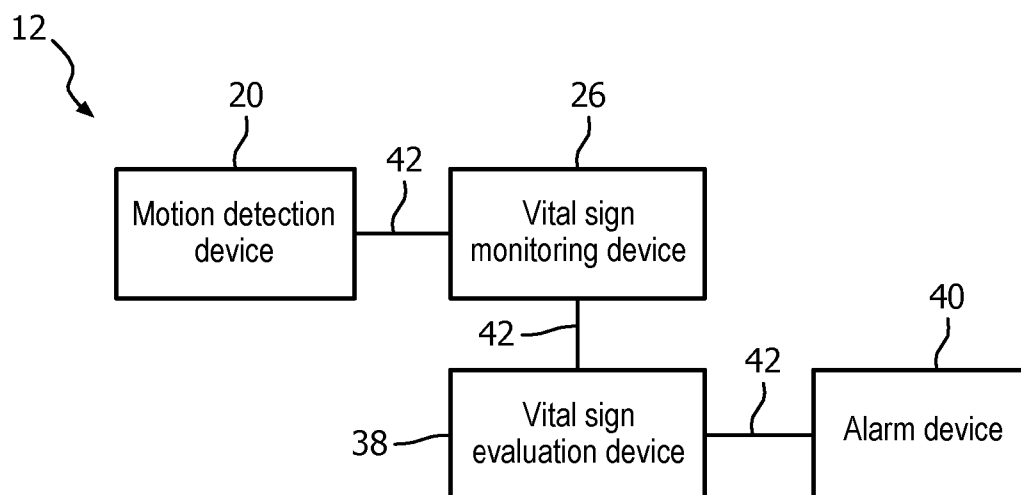 12
20
26
42
Motion detection
device
Vital sign
monitoring device
42
40
42
38
Vital sign
evaluation device
Alarm device